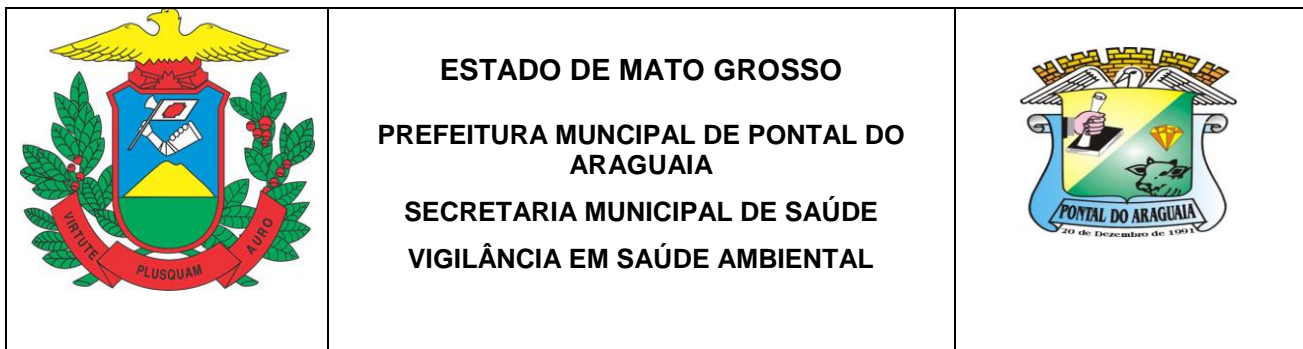 VIRTUTE
PLUSQUAM
AURO
ESTADO DE MATO GROSSO
PREFEITURA MUNCIPAL DE PONTAL DO
ARAGUAIA
SECRETARIA MUNICIPAL DE SAÚDE
VIGILÂNCIA EM SAÚDE AMBIENTAL
PONTAL DO ARAGUAIA
20 de Dezembro de 1991